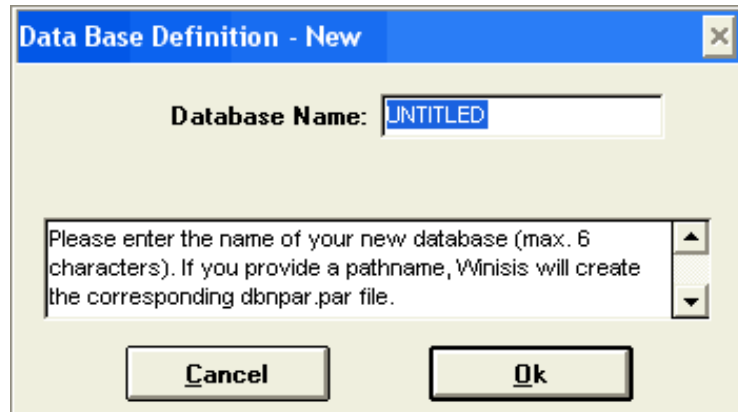 Data Base Definition - New
Database Name: UNTITLED
Please enter the name of your new database (max. 6
characters). If you provide a pathname, Winisis will create
the corresponding dbnpar.par file.
Cancel Ok